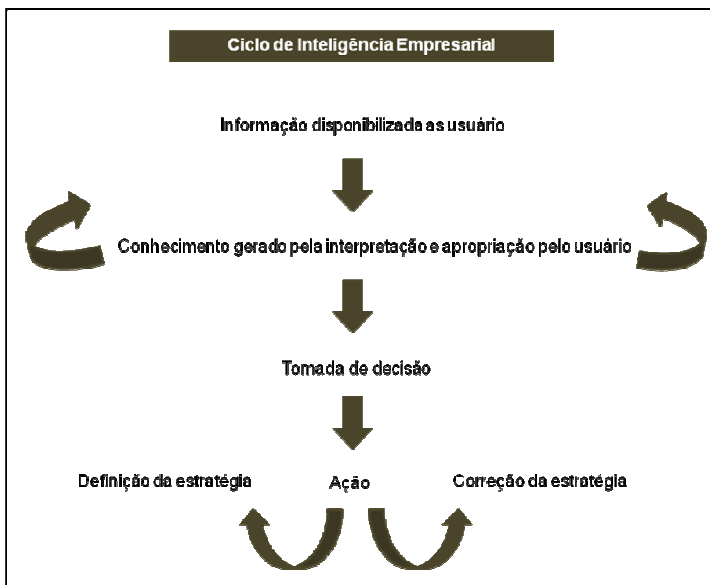 Ciclo de Inteligência Empresarial
Informação disponibilizada as usuário
Conhecimento gerado pela interpretação e apropriação pelo usuário
Tomada de decisão
Definição da estratégia
Ação
Correção da estratégia